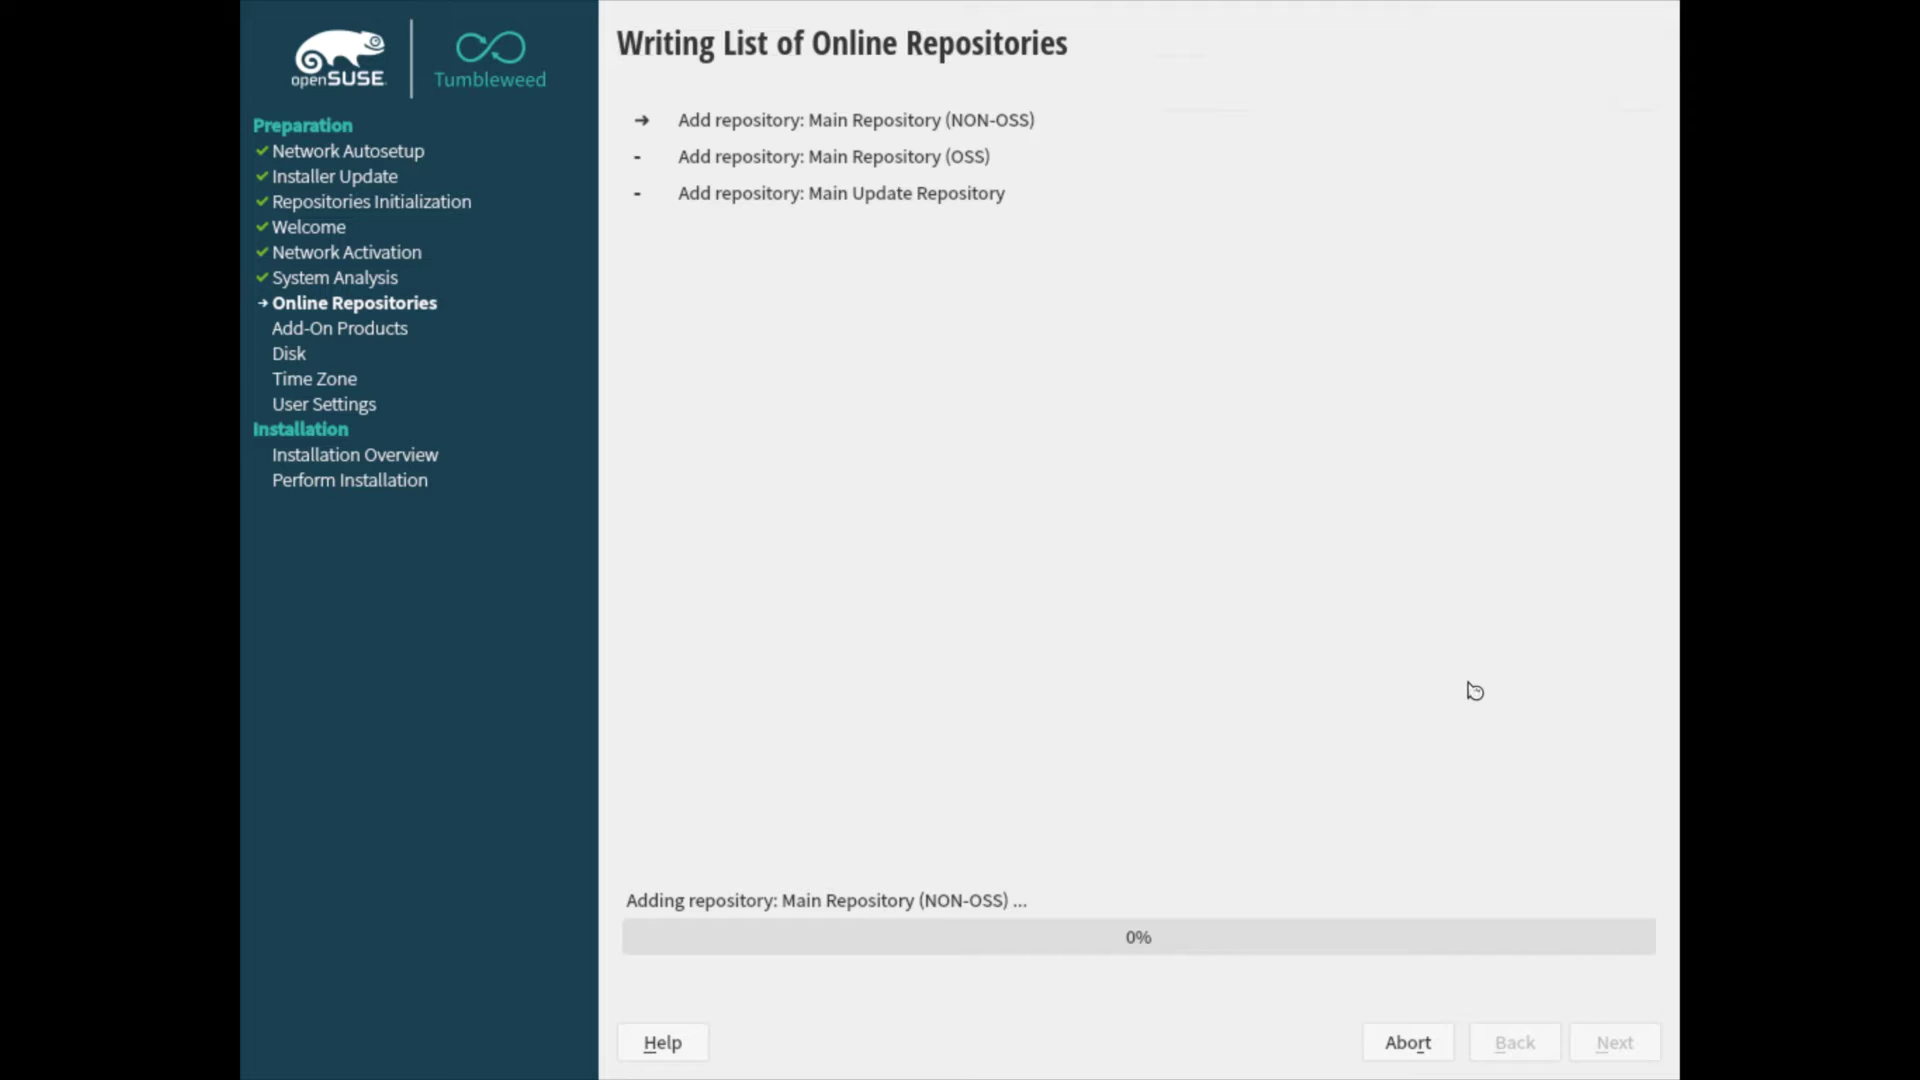 openSUSE
Tumbleweed
Preparation
Network Autosetup
Installer Update
Repositories Initialization
Welcome
Network Activation
System Analysis
Online Repositories
Add-On Products
Disk
Time Zone
User Settings
Installation
Installation Overview
Perform Installation
Writing List of Online Repositories
Add repository: Main Repository (NON-OSS)
- Add repository: Main Repository (OSS)
- Add repository: Main Update Repository
Adding repository: Main Repository (NON-OSS) ...
0%
Help
Abort
Back
Next